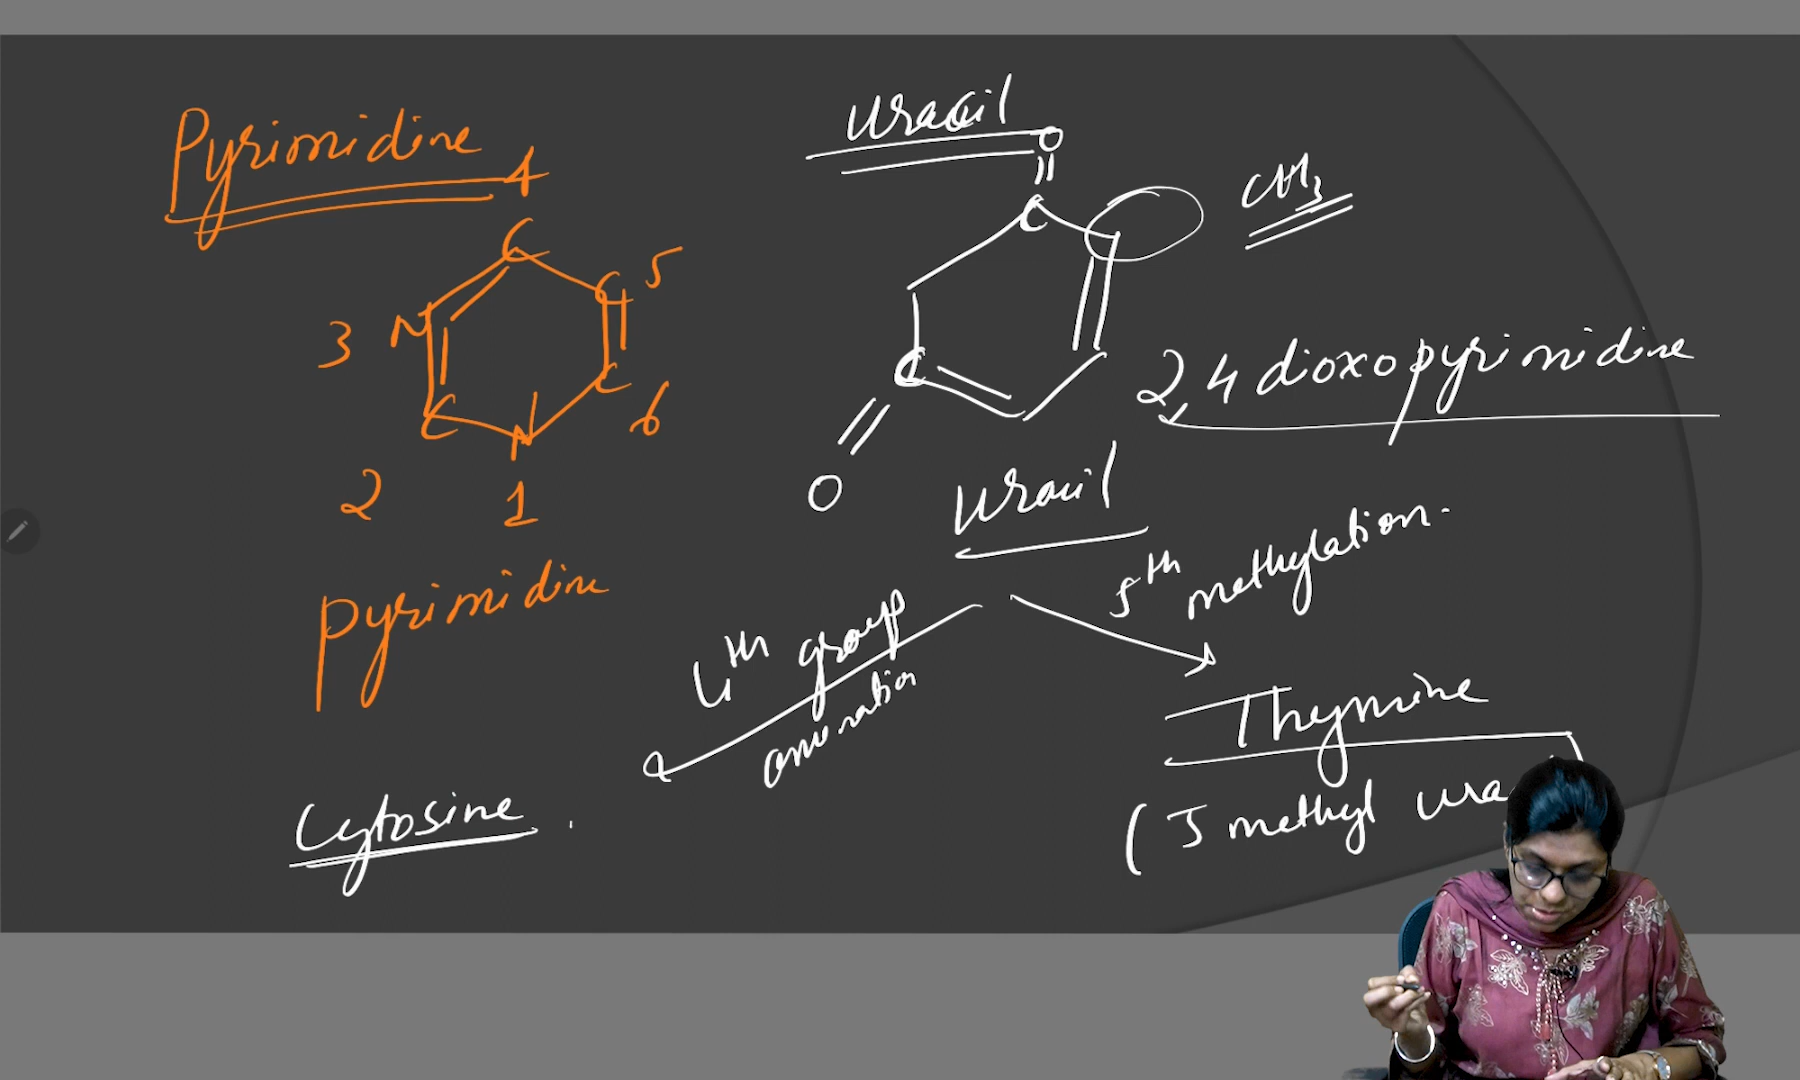 Pyrimidine
4
C
C 5
3 N
C
C 6
N
2 1
Pyrimidine
Uracil
O
C
CH3
C
O
2,4 dioxopyrimidine
Uracil
4th group
amination
5th
methylation.
Cytosine
Thymine
(5 methyl ura